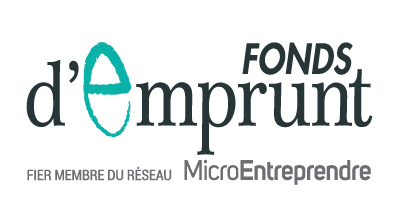 FONDS
d'emprunt
FIER MEMBRE DU RÉSEAU MicroEntreprendre